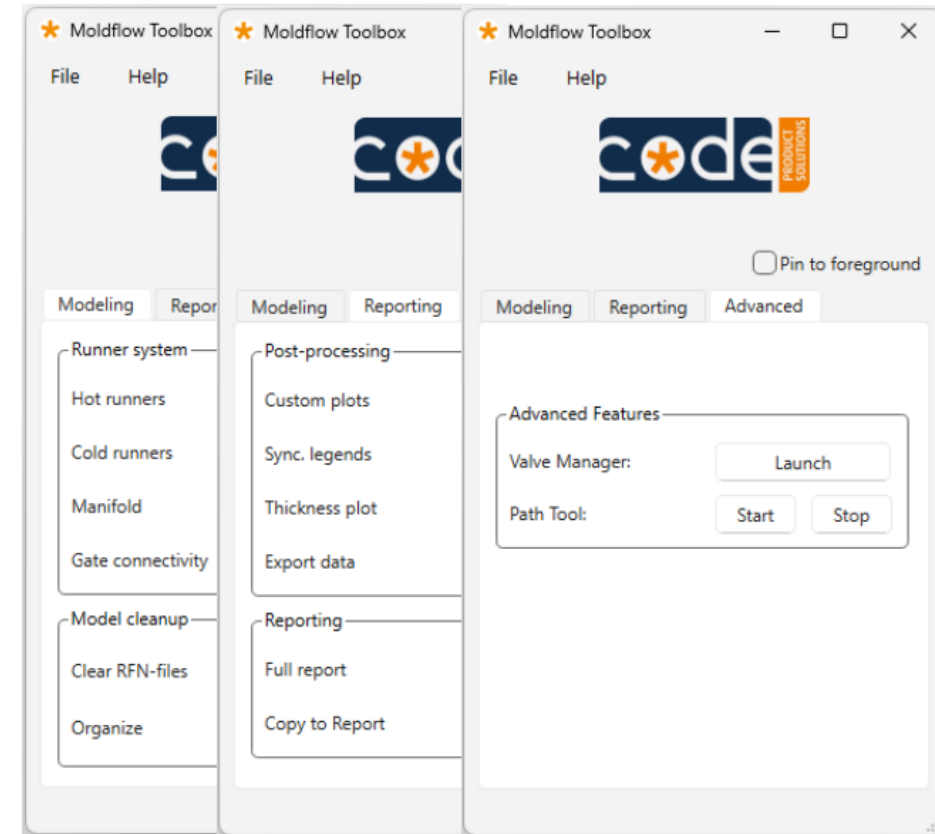 Moldflow Toolbox
File Help
Modeling Repor
Runner system
Hot runners
Cold runners
Manifold
Gate connectivity
Model cleanup
Clear RFN-files
Organize
Moldflow Toolbox
File Help
Modeling Reporting
Post-processing
Custom plots
Sync. legends
Thickness plot
Export data
Reporting
Full report
Copy to Report
Moldflow Toolbox
File Help
code
PRODUCT
SOLUTIONS
Pin to foreground
Modeling Reporting Advanced
Advanced Features
Valve Manager: Launch
Path Tool: Start Stop